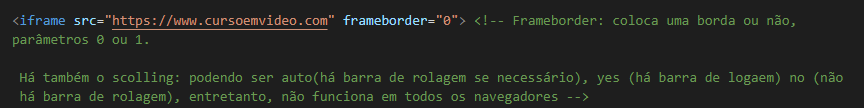 <iframe src="https://www.cursoemvideo.com" frameborder="0"> <!-- Frameborder: coloca uma borda ou não,
parâmetros 0 ou 1.
Há também o scolling: podendo ser auto(há barra de rolagem se necessário), yes (há barra de logaem) no (não
há barra de rolagem), entretanto, não funciona em todos os navegadores -->